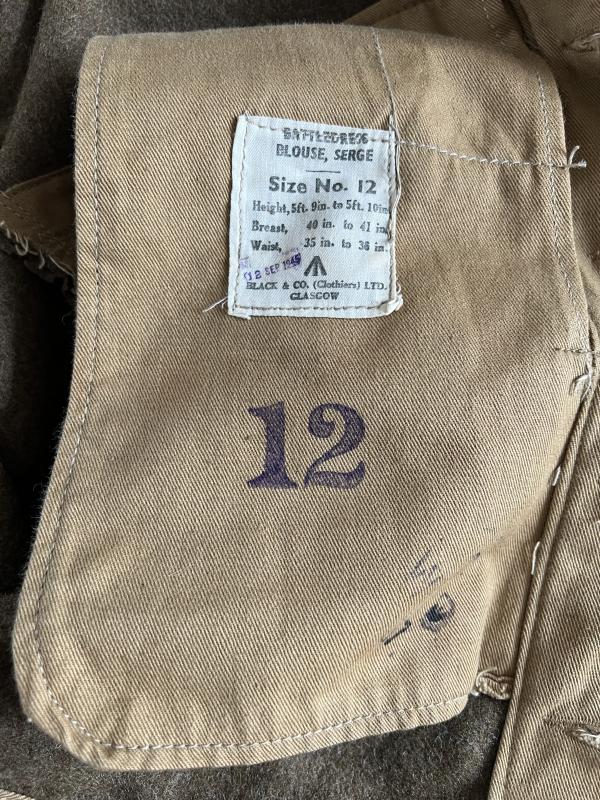 BATTLEDRESS
BLOUSE, SERGE
Size No. 12
Height, 5ft. 9in. to 5ft. 10in.
Breast, 40 in. to 41 in.
Waist, 35 in. to 36 in.
12 SEP 1945
BLACK & CO. (Clothiers) LTD.
GLASGOW
12